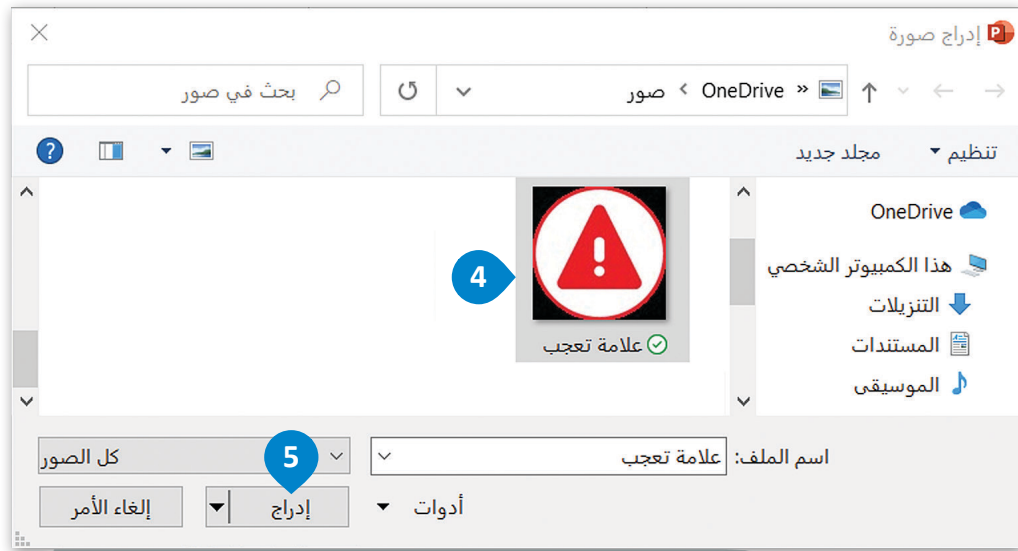 إدراج صورة
OneDrive › صور
بحث في صور
تنظيم
مجلد جديد
OneDrive
هذا الكمبيوتر الشخصي
التنزيلات
المستندات
الموسيقى
4
علامة تعجب
اسم الملف: علامة تعجب
كل الصور
5
أدوات
إدراج
إلغاء الأمر